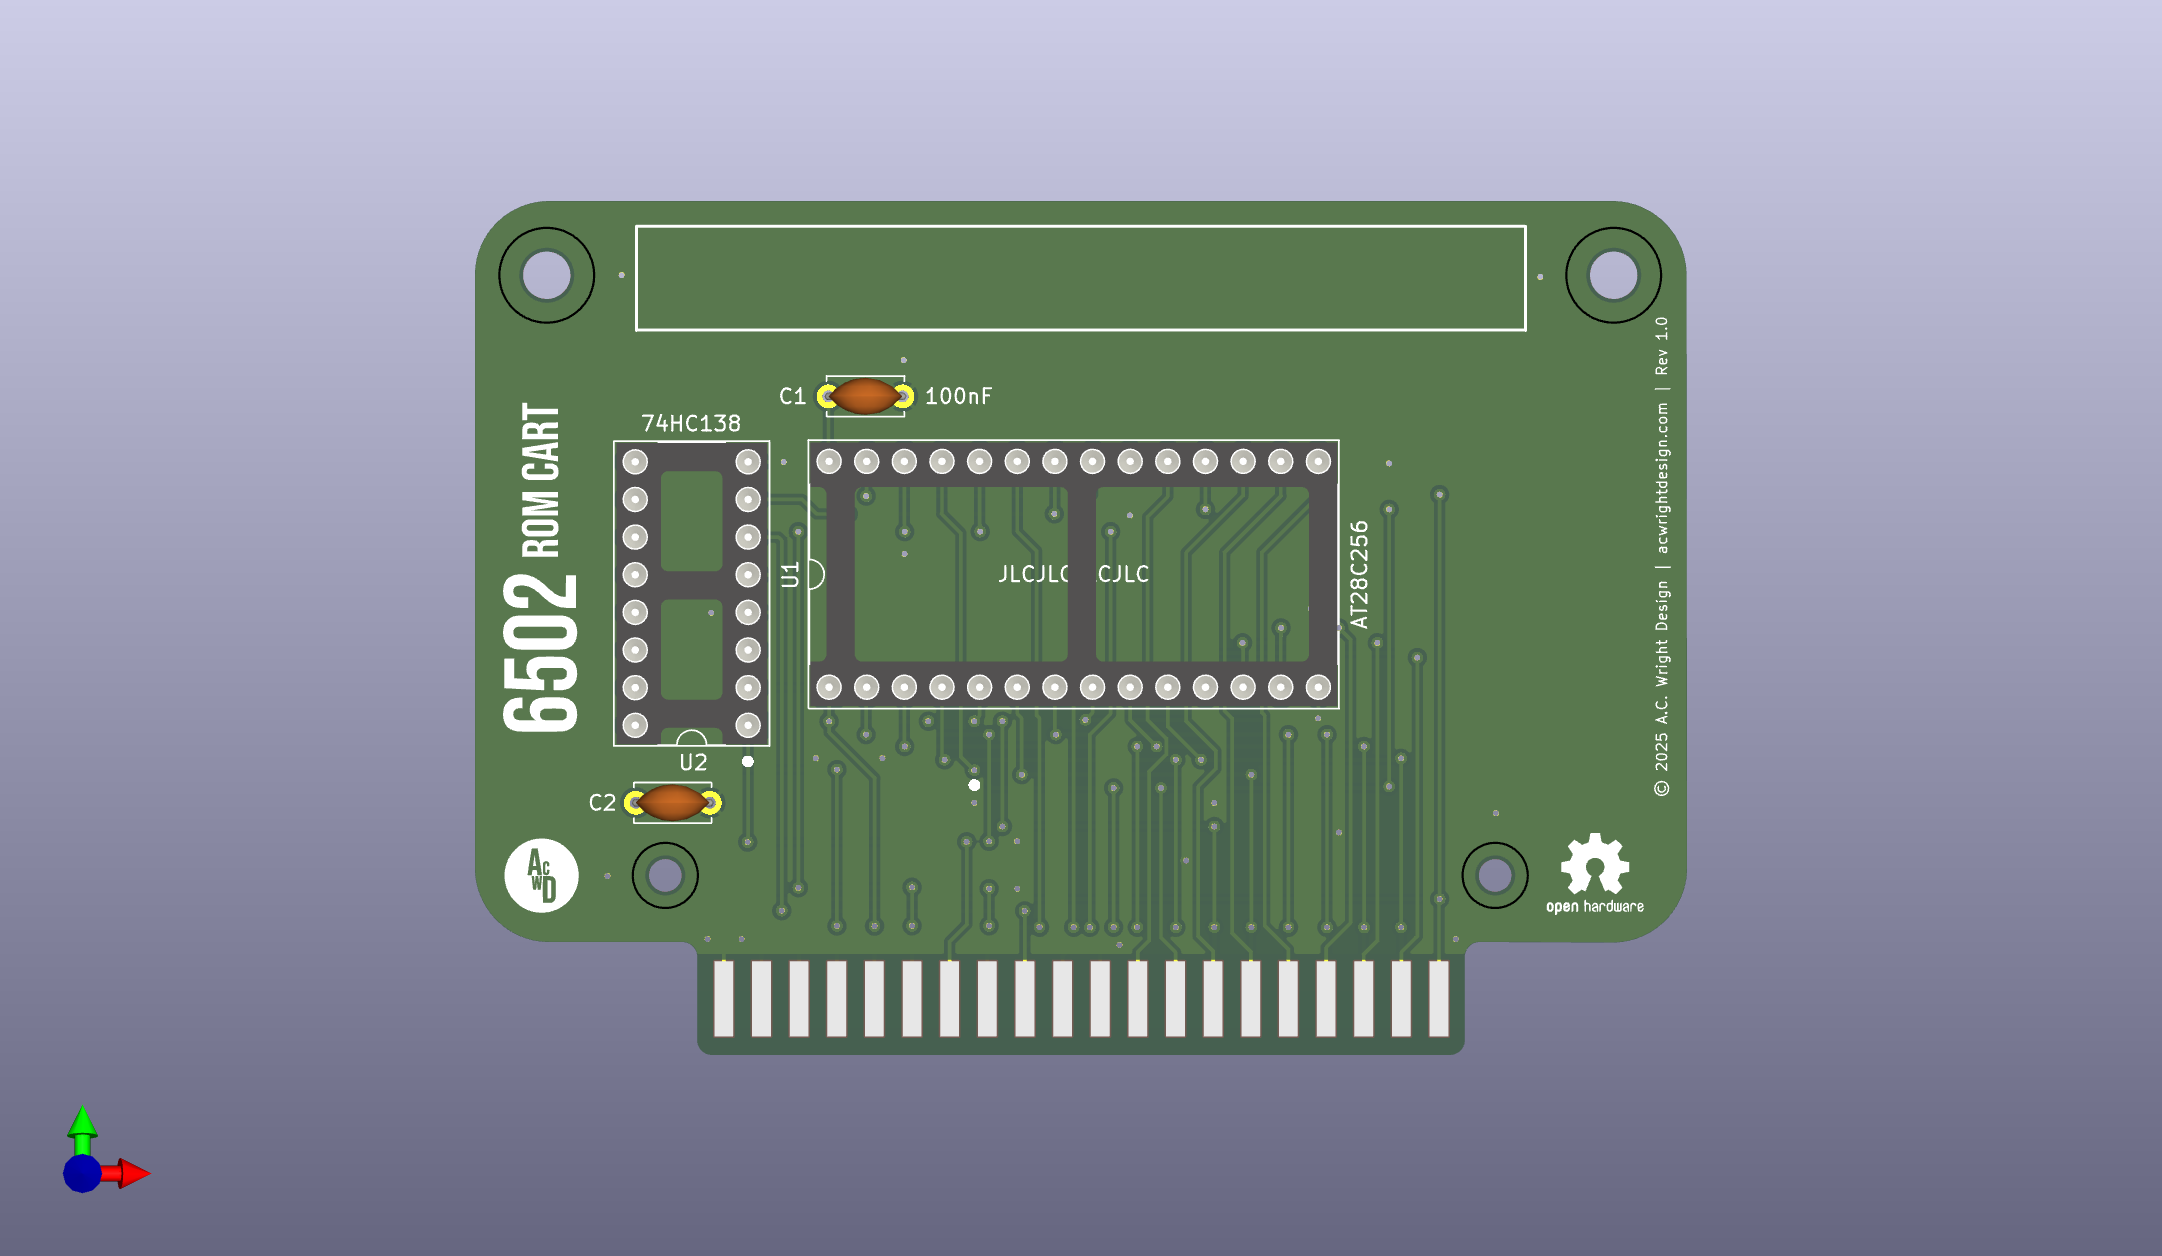 C1
100nF
74HC138
6502 ROM CART
U1
JLCJLC CJLC
AT28C256
U2
C2
ACWD
open hardware
© 2025 A.C. Wright Design | acwrightdesign.com | Rev 1.0